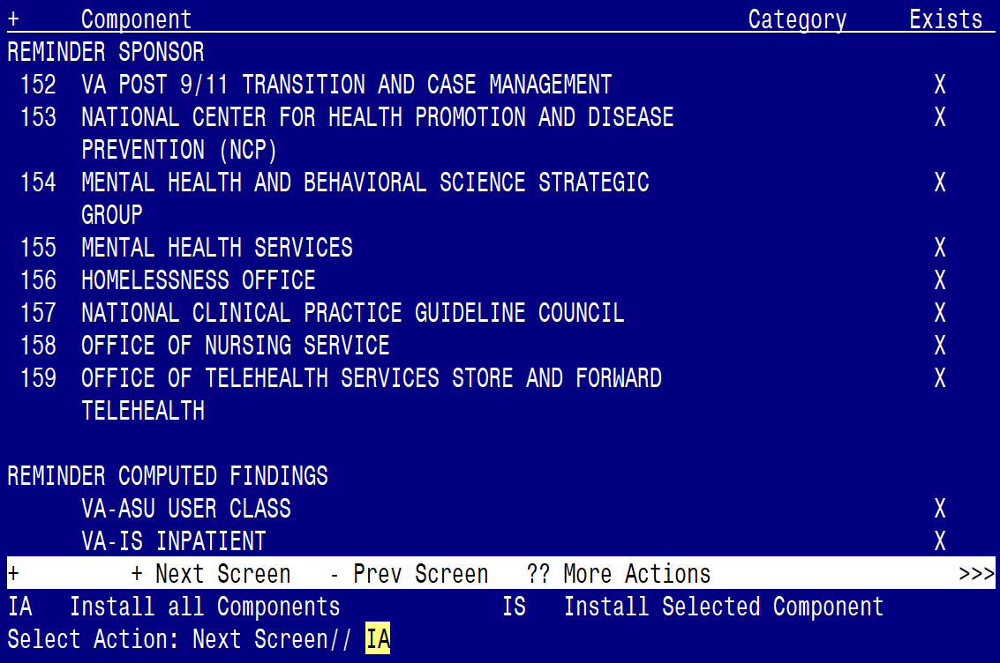 + Component Category Exists
REMINDER SPONSOR
152 VA POST 9/11 TRANSITION AND CASE MANAGEMENT X
153 NATIONAL CENTER FOR HEALTH PROMOTION AND DISEASE X
PREVENTION (NCP)
154 MENTAL HEALTH AND BEHAVIORAL SCIENCE STRATEGIC X
GROUP
155 MENTAL HEALTH SERVICES X
156 HOMELESSNESS OFFICE X
157 NATIONAL CLINICAL PRACTICE GUIDELINE COUNCIL X
158 OFFICE OF NURSING SERVICE X
159 OFFICE OF TELEHEALTH SERVICES STORE AND FORWARD X
TELEHEALTH
REMINDER COMPUTED FINDINGS
VA-ASU USER CLASS X
VA-IS INPATIENT X
+ + Next Screen - Prev Screen ?? More Actions >>>
IA Install all Components IS Install Selected Component
Select Action: Next Screen// IA